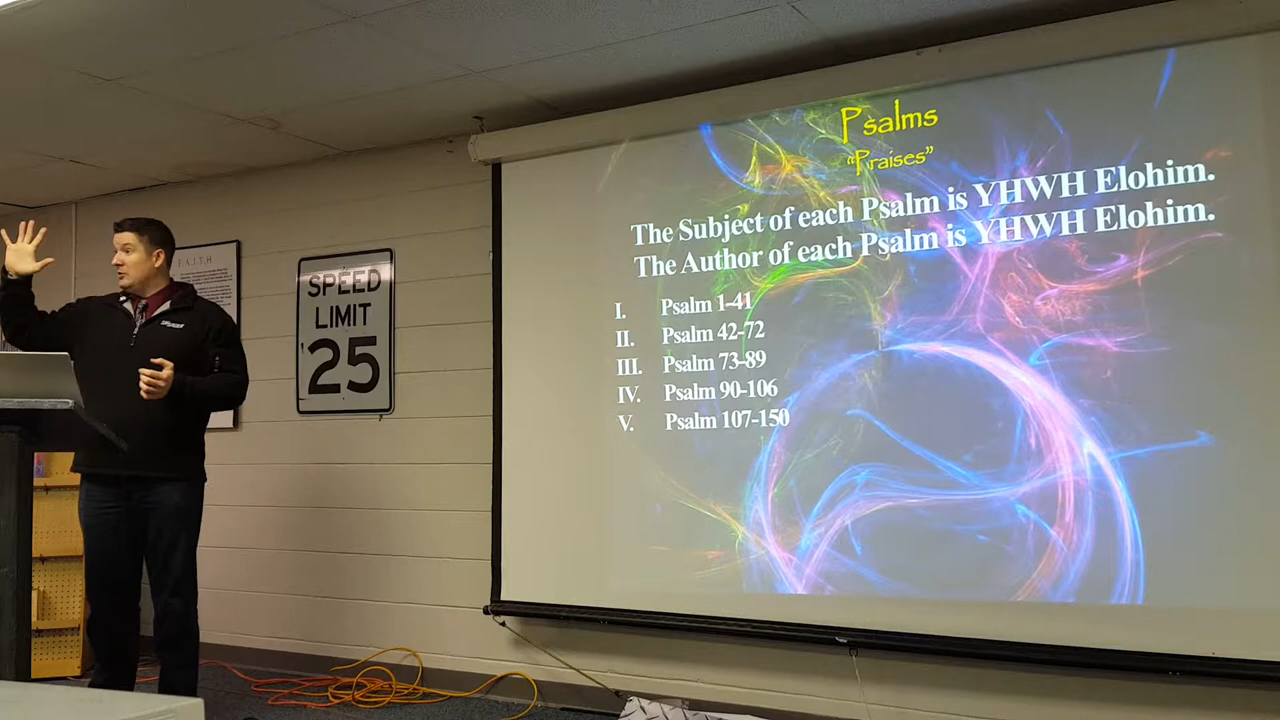 F.A.I.T.H.
SPEED
LIMIT
25
Psalms
"Praises"
The Subject of each Psalm is YHWH Elohim.
The Author of each Psalm is YHWH Elohim.
I. Psalm 1-41
II. Psalm 42-72
III. Psalm 73-89
IV. Psalm 90-106
V. Psalm 107-150